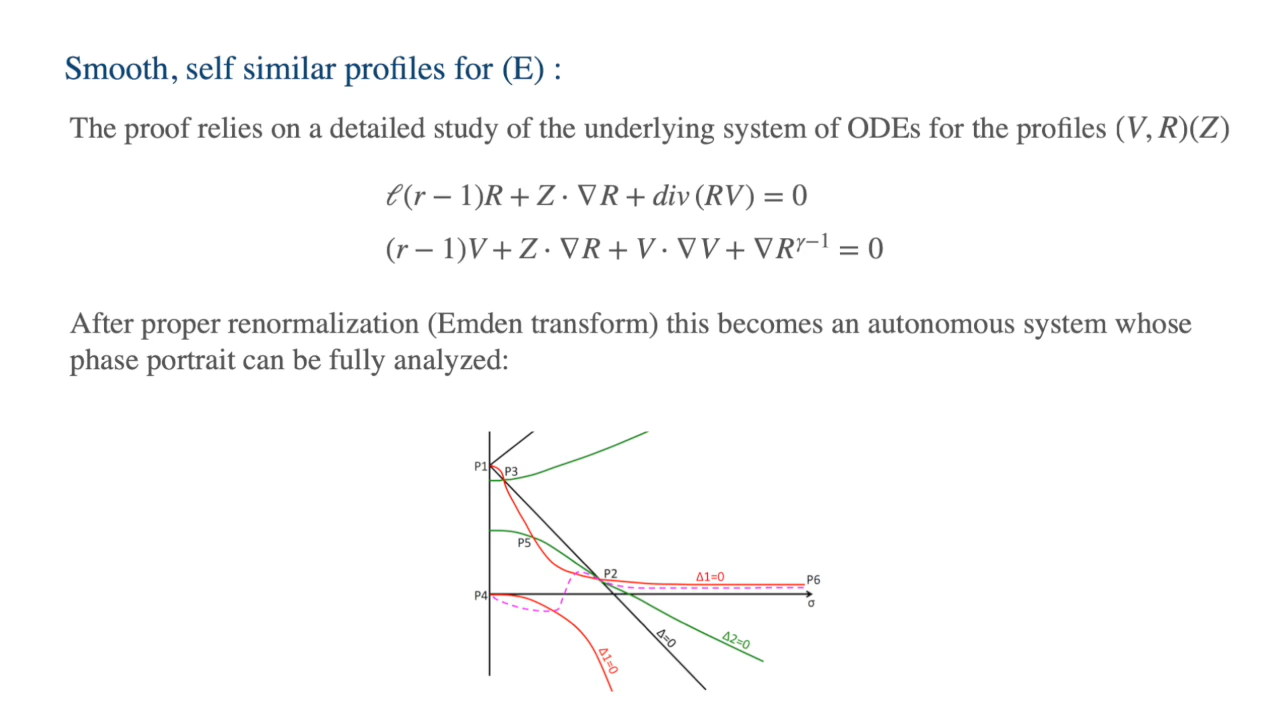 Smooth, self similar profiles for (E) :
The proof relies on a detailed study of the underlying system of ODEs for the profiles (V, R)(Z)
ℓ(r − 1)R + Z · ∇R + div (RV) = 0
(r − 1)V + Z · ∇R + V · ∇V + ∇R^{γ−1} = 0
After proper renormalization (Emden transform) this becomes an autonomous system whose
phase portrait can be fully analyzed:
P1
P3
P5
P2
Δ1=0
P6
P4
σ
Δ=0
Δ2=0
Δ1=0